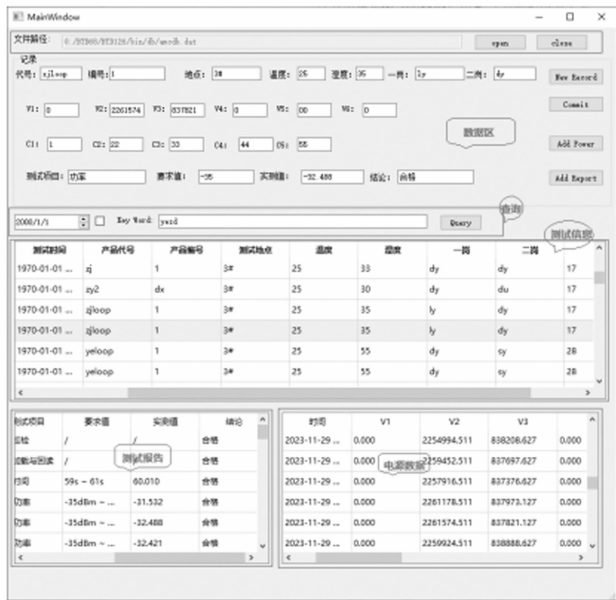 MainWindow
文件路径: open close
记录
代号: zjloop 编号: 1 地点: 3# 温度: 25 湿度: 35 一岗: ly 二岗: dy New Record
V1: 0 V2: 2261574 V3: 837821 V4: 0 V5: 00 V6: 0 Commit
数据区
C1: 1 C2: 22 C3: 33 C4: 44 C5: 55 Add Power
测试项目: 功率 要求值: -35 实测值: -32.488 结论: 合格 Add Report
查询
2000/1/1 Key Word: Query
测试信息
测试时间 产品代号 产品编号 测试地点 温度 湿度 一岗 二岗
1970-01-01 ... zj 1 3# 25 33 dy dy 17
1970-01-01 ... zy2 dx 3# 25 30 dy du 17
1970-01-01 ... zjloop 1 3# 25 35 ly dy 17
1970-01-01 ... zjloop 1 3# 25 35 ly dy 17
1970-01-01 ... yeloop 1 3# 25 55 dy sy 28
1970-01-01 ... yeloop 1 3# 25 55 dy sy 28
测试项目 要求值 实测值 结论
/ / 合格
测试报告
合格
时间 59s ~ 61s 60.010 合格
功率 -35dBm ~ ... -31.532 合格
功率 -35dBm ~ ... -32.488 合格
功率 -35dBm ~ ... -32.421 合格
时间 V1 V2 V3
2023-11-29 ... 0.000 2254994.511 838208.627 0.000
电源数据
2023-11-29 ... 0.000 2259452.511 837697.627 0.000
2023-11-29 ... 0.000 2257916.511 837376.627 0.000
2023-11-29 ... 0.000 2261178.511 837973.127 0.000
2023-11-29 ... 0.000 2261574.511 837821.127 0.000
2023-11-29 ... 0.000 2259924.511 838888.627 0.000